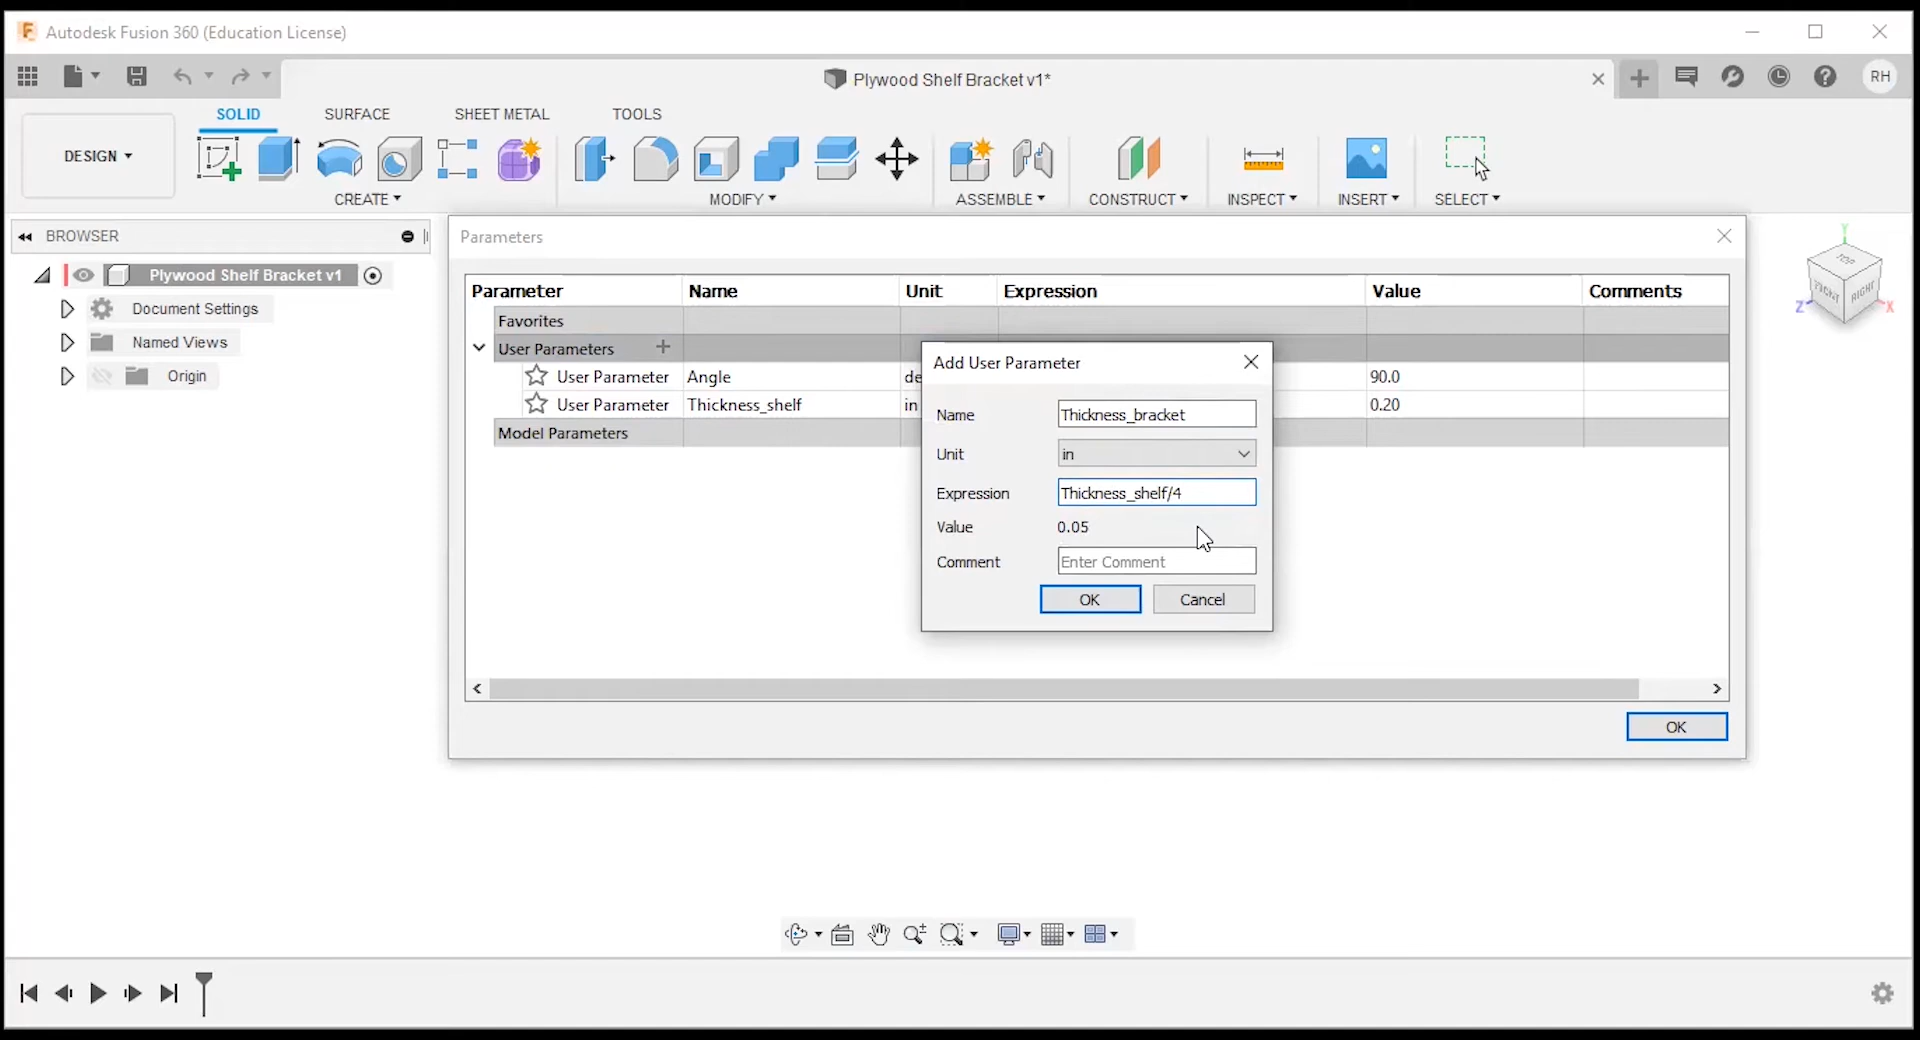 Autodesk Fusion 360 (Education License)
Plywood Shelf Bracket v1*
RH
SOLID SURFACE SHEET METAL TOOLS
DESIGN
CREATE MODIFY ASSEMBLE CONSTRUCT INSPECT INSERT SELECT
BROWSER
Plywood Shelf Bracket v1
Document Settings
Named Views
Origin
Parameters
Parameter Name Unit Expression Value Comments
Favorites
User Parameters
User Parameter Angle de 90.0
User Parameter Thickness_shelf in 0.20
Model Parameters
Add User Parameter
Name Thickness_bracket
Unit in
Expression Thickness_shelf/4
Value 0.05
Comment Enter Comment
OK Cancel
OK
Y
TOP
FRONT RIGHT
Z X